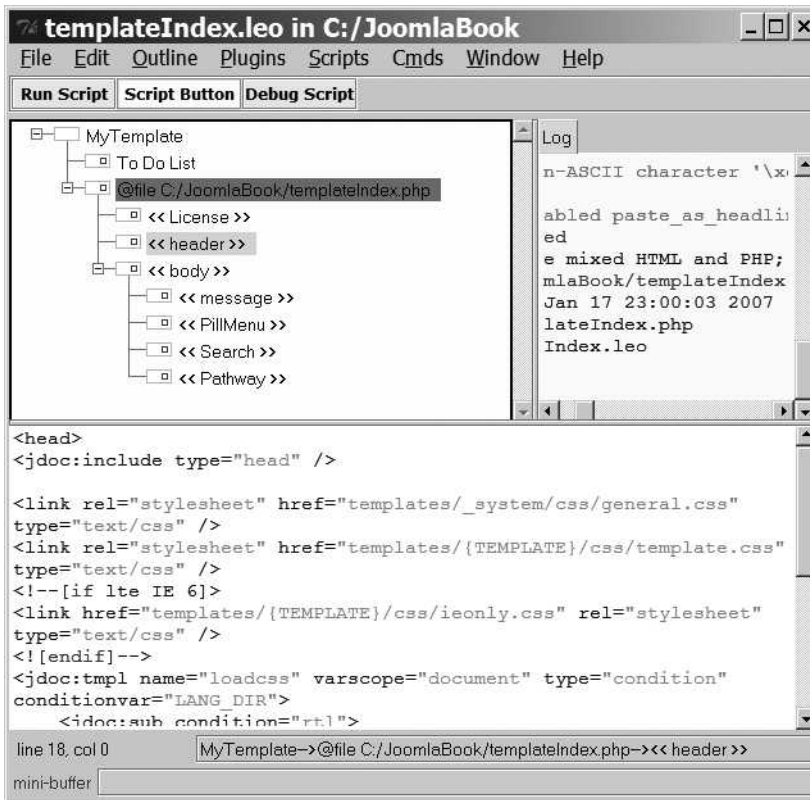 templateIndex.leo in C:/JoomlaBook
File Edit Outline Plugins Scripts Cmds Window Help
Run Script Script Button Debug Script
MyTemplate
To Do List
@file C:/JoomlaBook/templateIndex.php
<< License >>
<< header >>
<< body >>
<< message >>
<< PillMenu >>
<< Search >>
<< Pathway >>
Log
n-ASCII character '\x
abled paste_as_headli
ed
e mixed HTML and PHP;
mlaBook/templateIndex
Jan 17 23:00:03 2007
lateIndex.php
Index.leo
<head>
<jdoc:include type="head" />
<link rel="stylesheet" href="templates/_system/css/general.css"
type="text/css" />
<link rel="stylesheet" href="templates/{TEMPLATE}/css/template.css"
type="text/css" />
<!--[if lte IE 6]>
<link href="templates/{TEMPLATE}/css/ieonly.css" rel="stylesheet"
type="text/css" />
<![endif]-->
<jdoc:tmpl name="loadcss" varscope="document" type="condition"
conditionvar="LANG_DIR">
<jdoc:sub condition="rtl">
line 18, col 0 MyTemplate->@file C:/JoomlaBook/templateIndex.php-><< header >>
mini-buffer